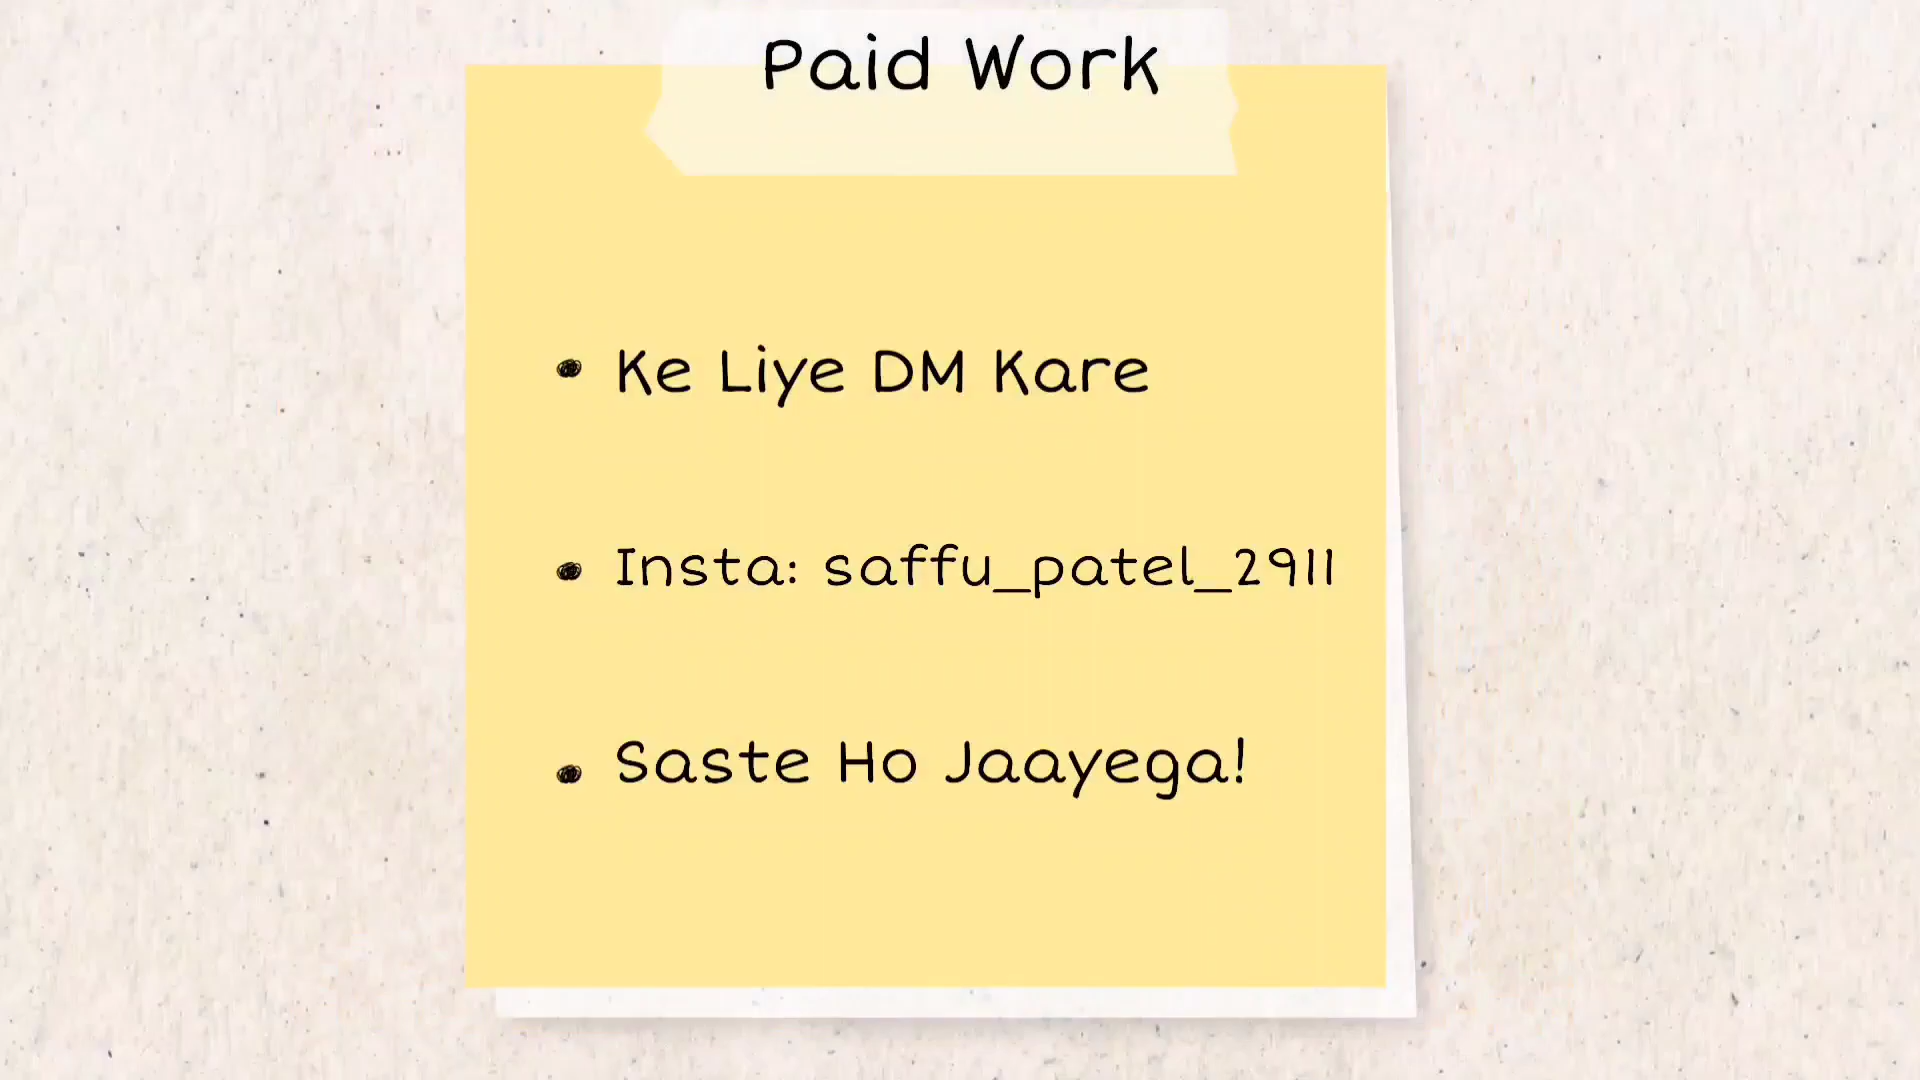 Paid Work
Ke Liye DM Kare
Insta: saffu_patel_2911
Saste Ho Jaayega!